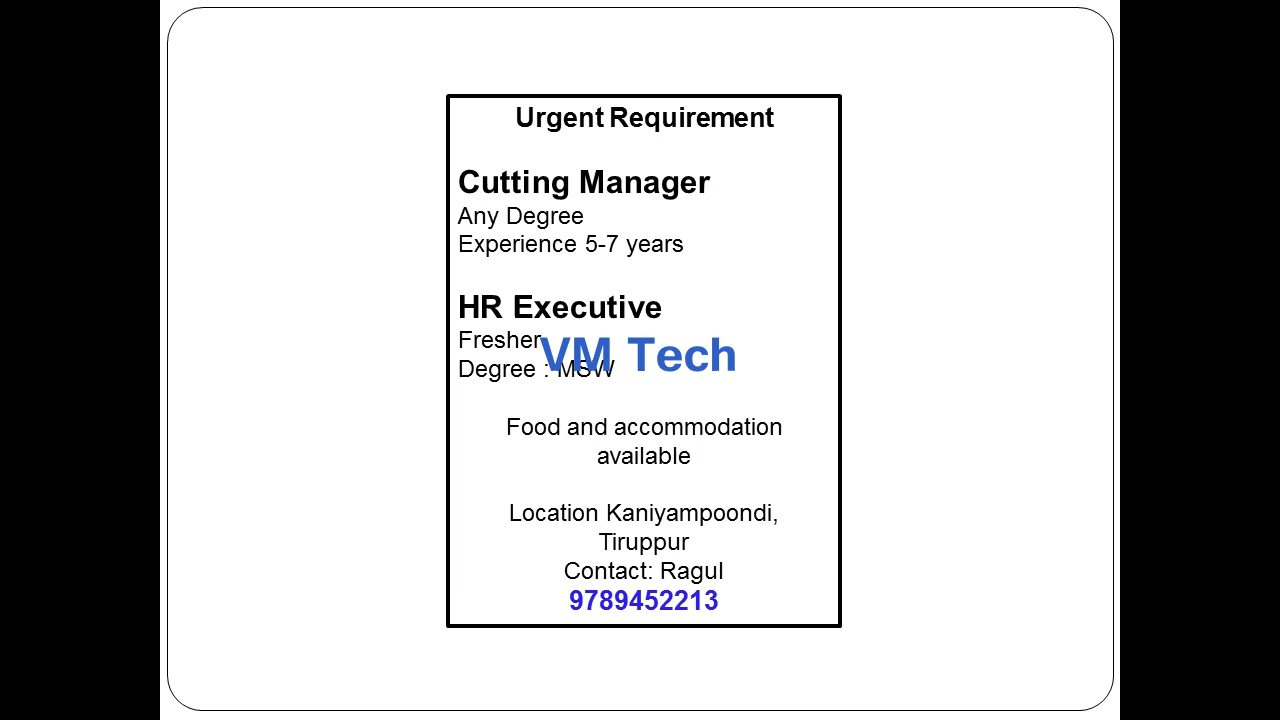 Urgent Requirement
Cutting Manager
Any Degree
Experience 5-7 years
HR Executive
Fresher
VM Tech
Degree : MSW
Food and accommodation
available
Location Kaniyampoondi,
Tiruppur
Contact: Ragul
9789452213